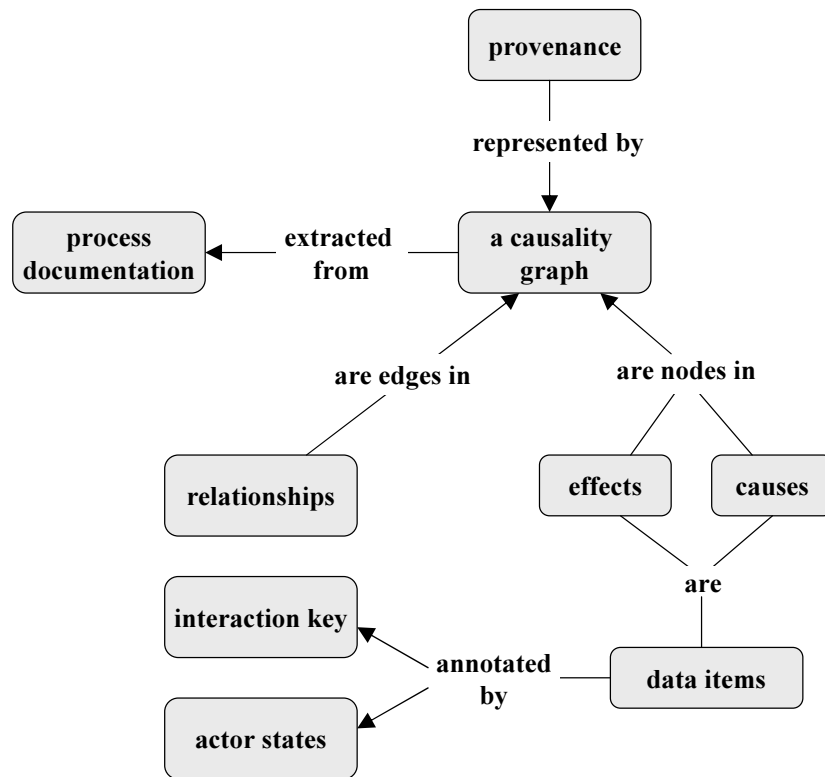 provenance
represented by
process
documentation
extracted
from
a causality
graph
are edges in
are nodes in
relationships
effects
causes
are
interaction key
annotated
by
data items
actor states